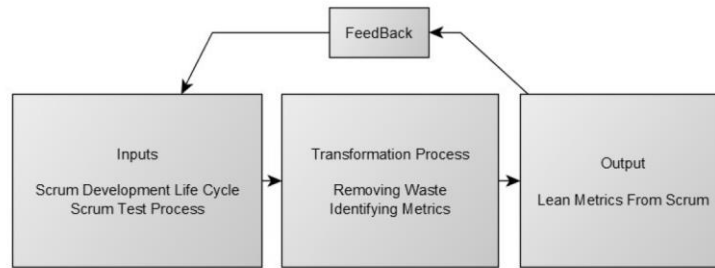 FeedBack
Inputs
Scrum Development Life Cycle
Scrum Test Process
Transformation Process
Removing Waste
Identifying Metrics
Output
Lean Metrics From Scrum